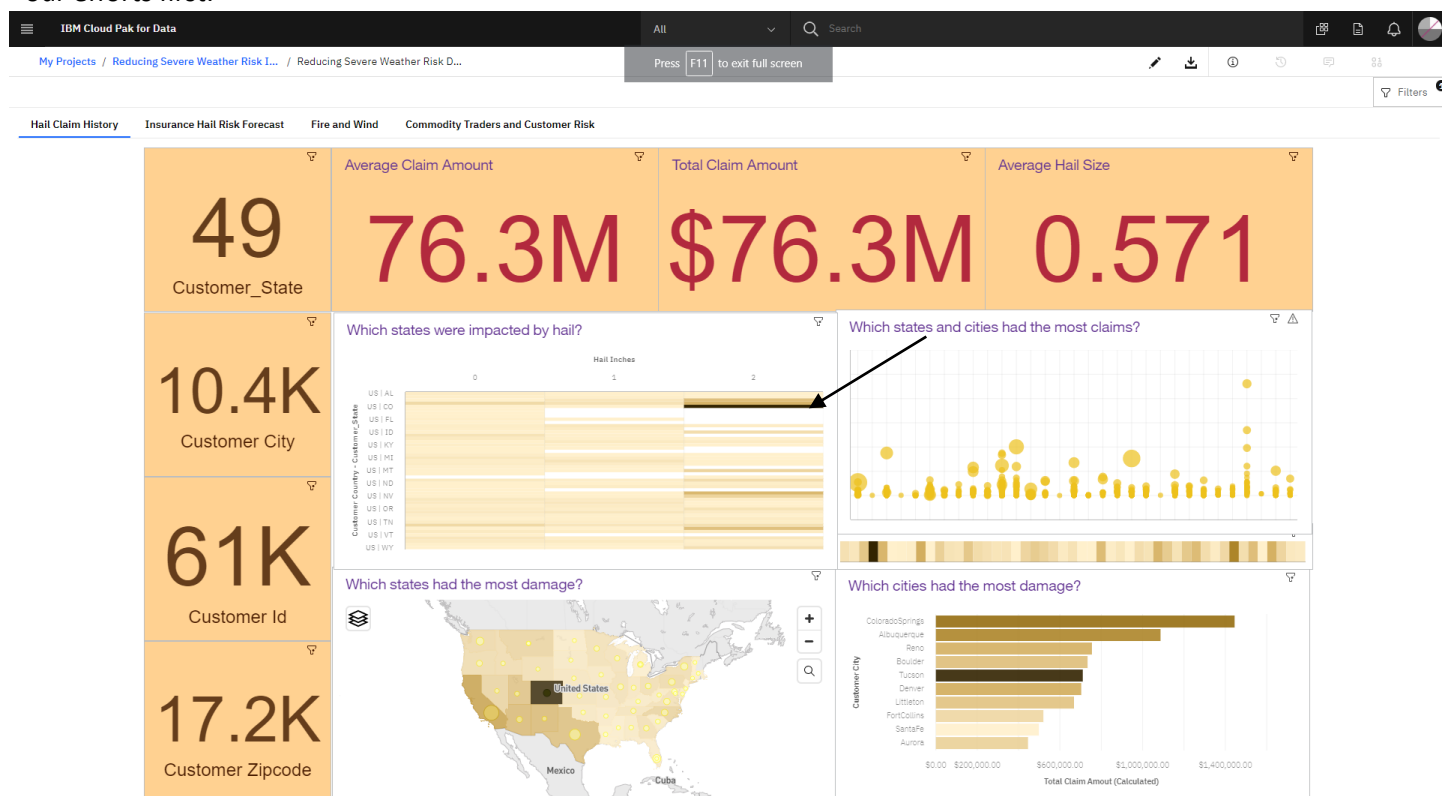 IBM Cloud Pak for Data
All
Search
My Projects / Reducing Severe Weather Risk I... / Reducing Severe Weather Risk D...
Press F11 to exit full screen
Filters
Hail Claim History Insurance Hail Risk Forecast Fire and Wind Commodity Traders and Customer Risk
49
Customer_State
Average Claim Amount
76.3M
Total Claim Amount
$76.3M
Average Hail Size
0.571
10.4K
Customer City
Which states were impacted by hail?
Hail Inches
0 1 2
Customer Country - Customer_State
US | AL
US | CO
US | FL
US | ID
US | KY
US | MI
US | MT
US | ND
US | NV
US | OR
US | TN
US | VT
US | WY
Which states and cities had the most claims?
61K
Customer Id
Which states had the most damage?
United States
Mexico
Cuba
Which cities had the most damage?
Customer City
ColoradoSprings
Albuquerque
Reno
Boulder
Tucson
Denver
Littleton
FortCollins
SantaFe
Aurora
$0.00 $200,000.00 $600,000.00 $1,000,000.00 $1,400,000.00
Total Claim Amout (Calculated)
17.2K
Customer Zipcode